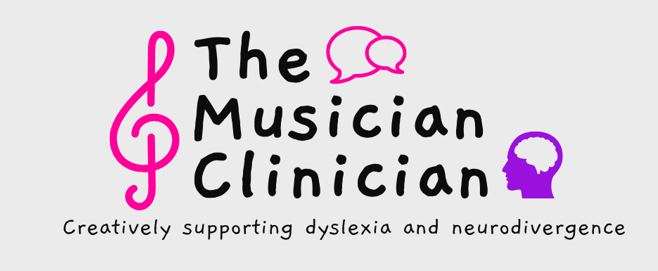 The
Musician
Clinician
Creatively supporting dyslexia and neurodivergence